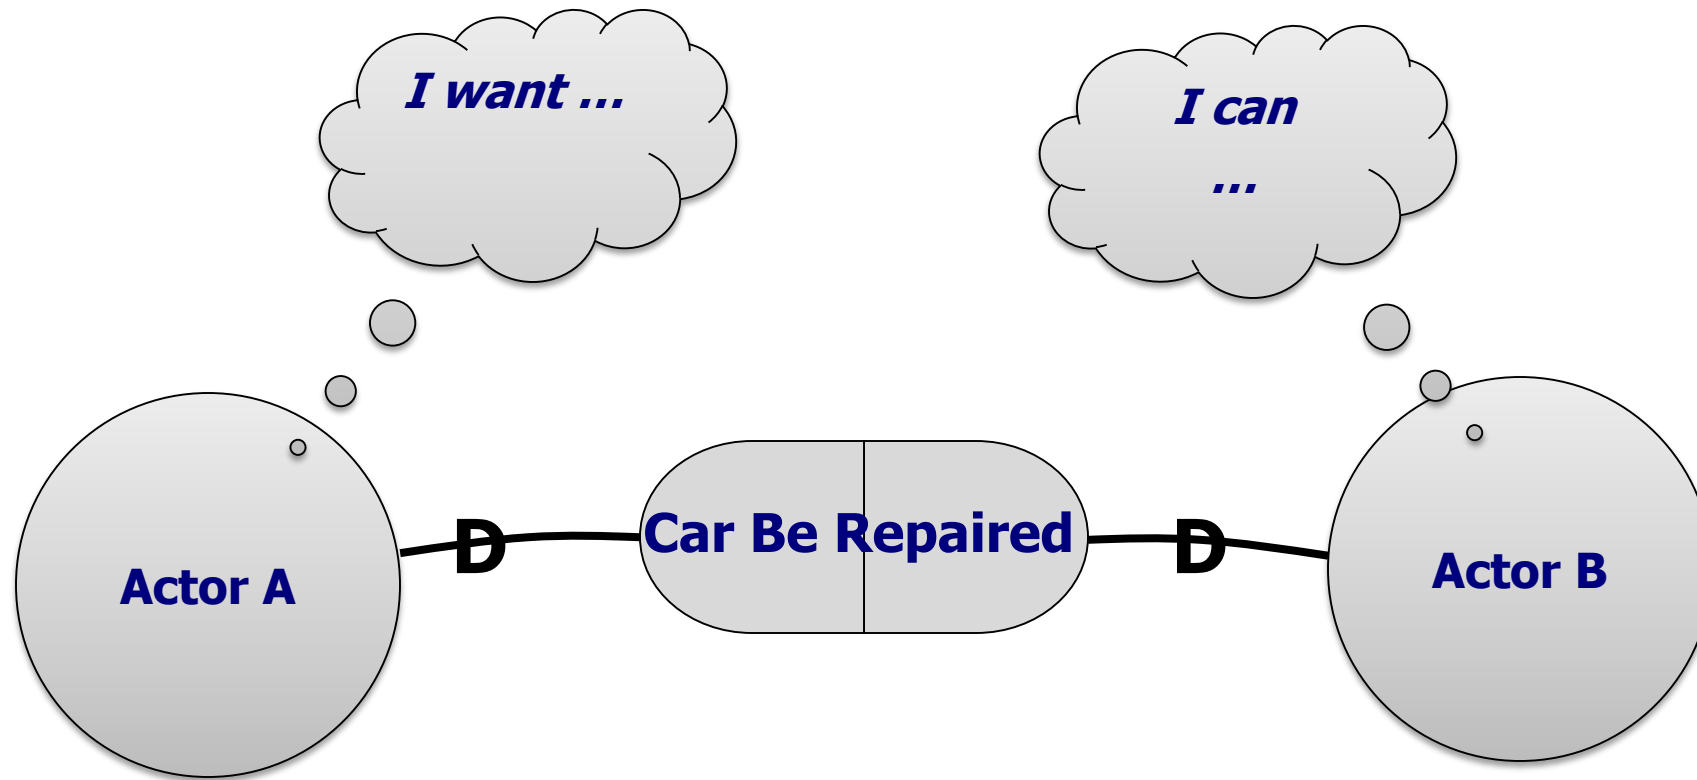 I want ...
I can
...
D
Car Be Repaired
D
Actor A
Actor B